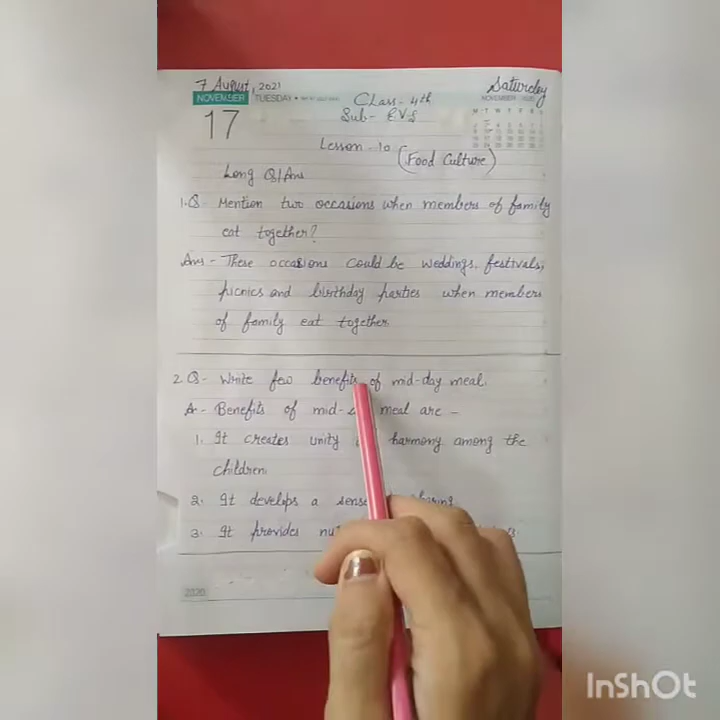 7 August, 2021
Saturday
NOVEMBER TUESDAY
17
Class - 4th
Sub - EVS
Lesson - 10 (Food Culture)
Long Q/Ans
1.Q - Mention two occasions when members of family
eat together?
Ans - These occasions could be weddings, festivals,
picnics and birthday parties when members
of family eat together.
2.Q - Write few benefits of mid-day meal.
A - Benefits of mid- meal are -
1. It creates unity harmony among the
children.
2. It develops a sense sharing
3. It provides
2020
InShOt